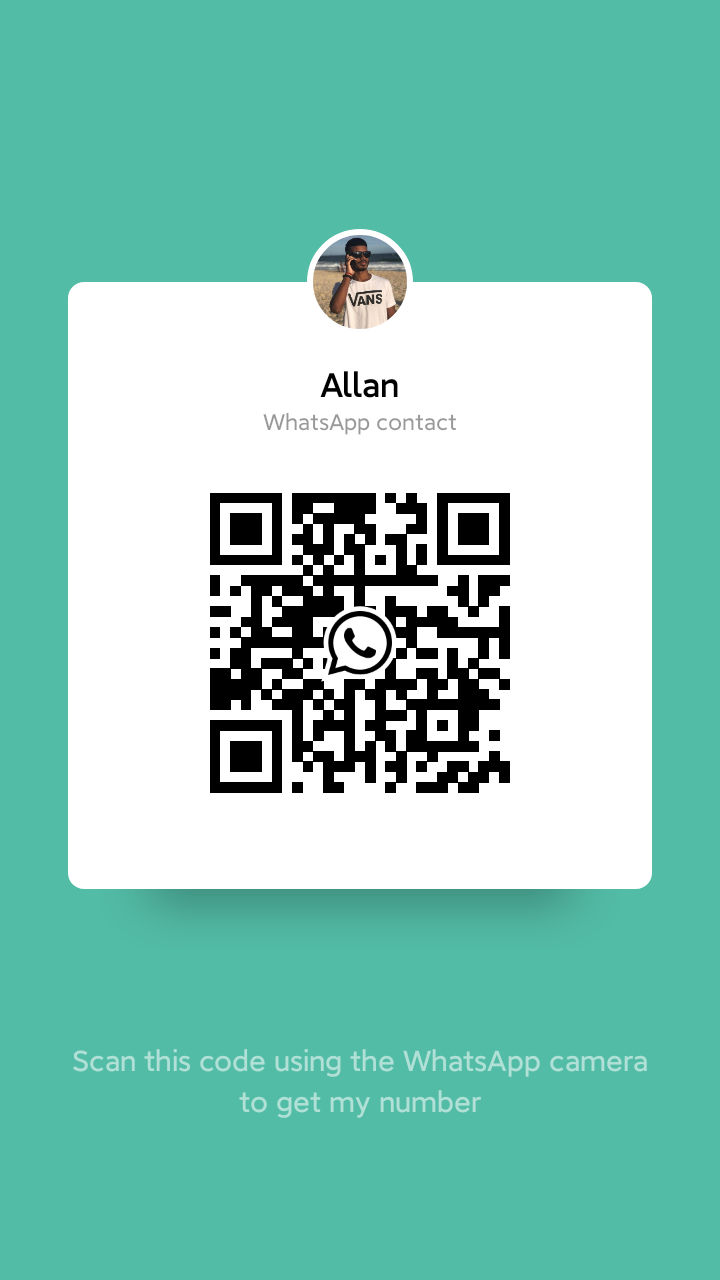 VANS
Allan
WhatsApp contact
Scan this code using the WhatsApp camera
to get my number